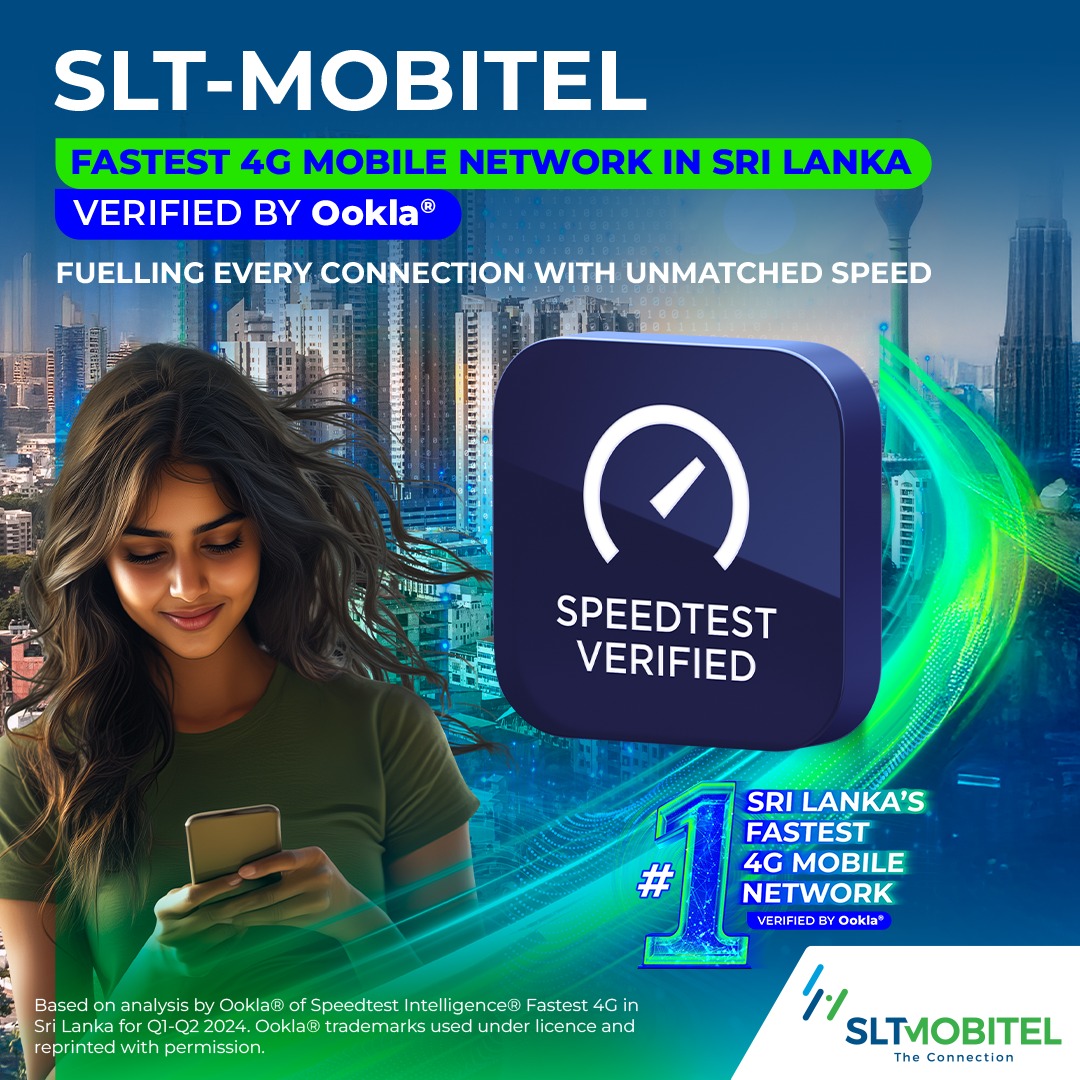 SLT-MOBITEL
FASTEST 4G MOBILE NETWORK IN SRI LANKA
VERIFIED BY Ookla®
FUELLING EVERY CONNECTION WITH UNMATCHED SPEED
SPEEDTEST
VERIFIED
#1
SRI LANKA'S
FASTEST
4G MOBILE
NETWORK
VERIFIED BY Ookla®
Based on analysis by Ookla® of Speedtest Intelligence® Fastest 4G in
Sri Lanka for Q1-Q2 2024. Ookla® trademarks used under licence and
reprinted with permission.
SLTMOBITEL
The Connection